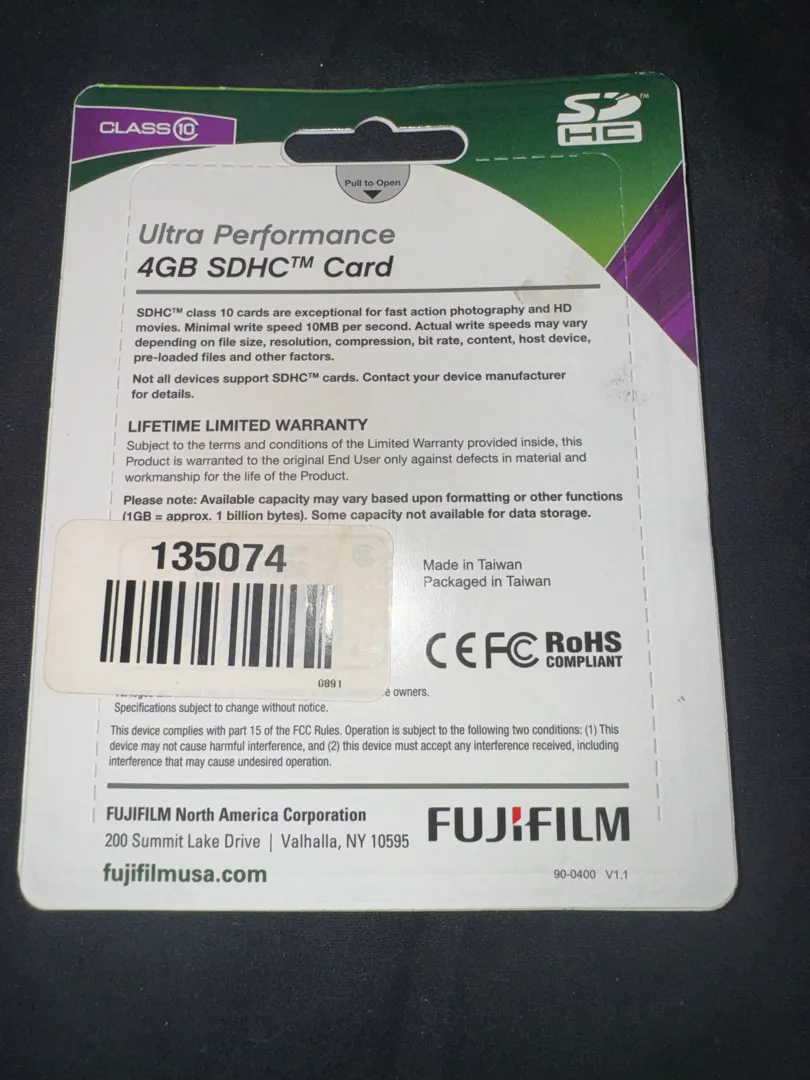 CLASS 10
SD HC TM
Pull to Open
Ultra Performance
4GB SDHC™ Card
SDHC™ class 10 cards are exceptional for fast action photography and HD
movies. Minimal write speed 10MB per second. Actual write speeds may vary
depending on file size, resolution, compression, bit rate, content, host device,
pre-loaded files and other factors.
Not all devices support SDHC™ cards. Contact your device manufacturer
for details.
LIFETIME LIMITED WARRANTY
Subject to the terms and conditions of the Limited Warranty provided inside, this
Product is warranted to the original End User only against defects in material and
workmanship for the life of the Product.
Please note: Available capacity may vary based upon formatting or other functions
(1GB = approx. 1 billion bytes). Some capacity not available for data storage.
135074
0891
Made in Taiwan
Packaged in Taiwan
CE FC RoHS
COMPLIANT
owners.
Specifications subject to change without notice.
This device complies with part 15 of the FCC Rules. Operation is subject to the following two conditions: (1) This
device may not cause harmful interference, and (2) this device must accept any interference received, including
interference that may cause undesired operation.
FUJIFILM North America Corporation
200 Summit Lake Drive | Valhalla, NY 10595
fujifilmusa.com
FUJIFILM
90-0400 V1.1